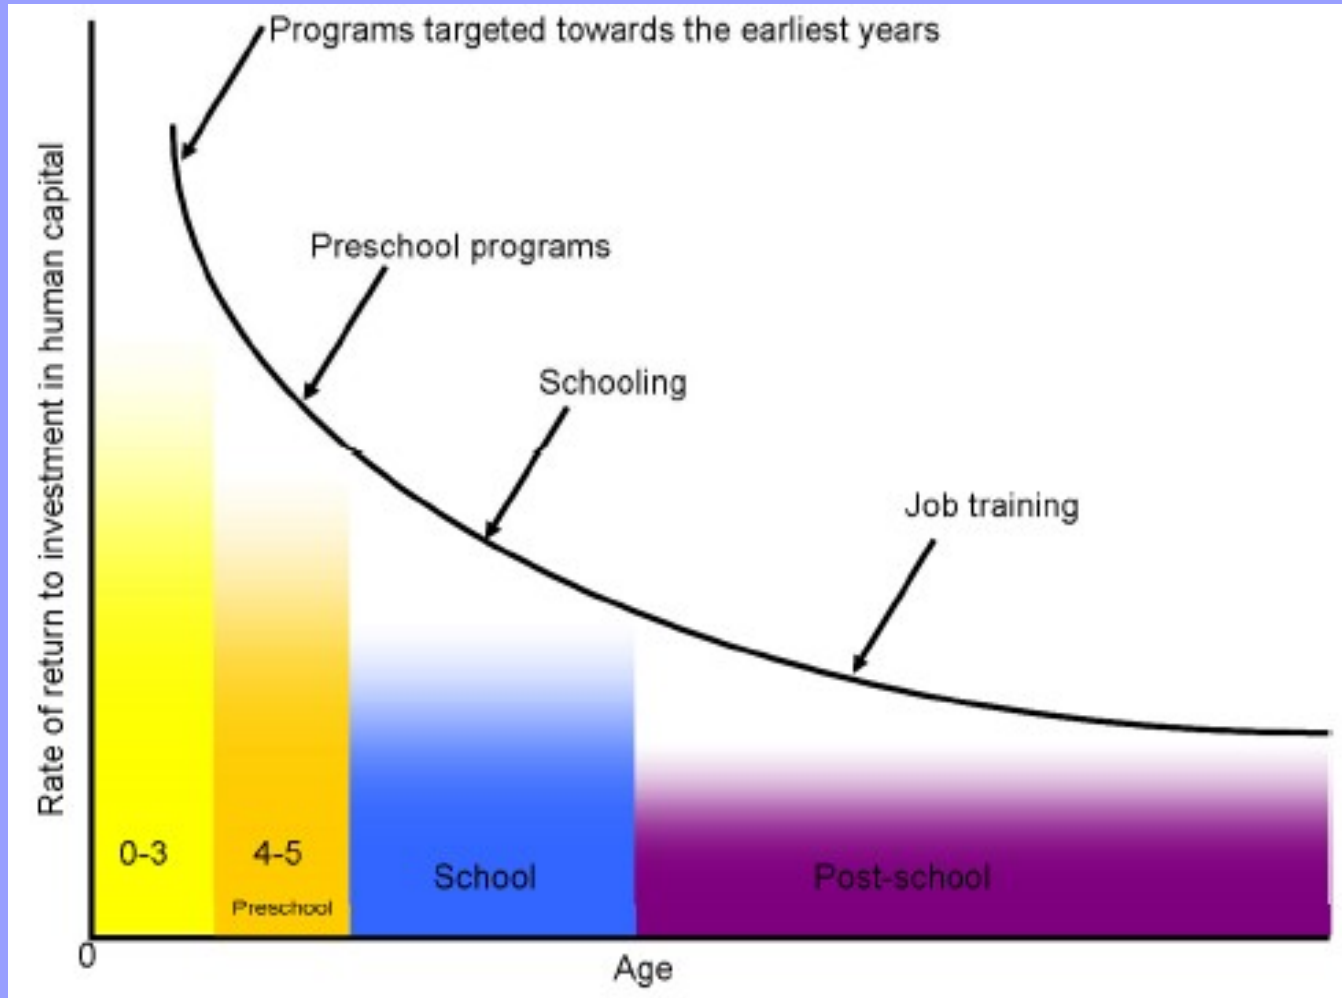 Programs targeted towards the earliest years
Preschool programs
Schooling
Job training
Rate of return to investment in human capital
0-3
4-5
Preschool
School
Post-school
0
Age